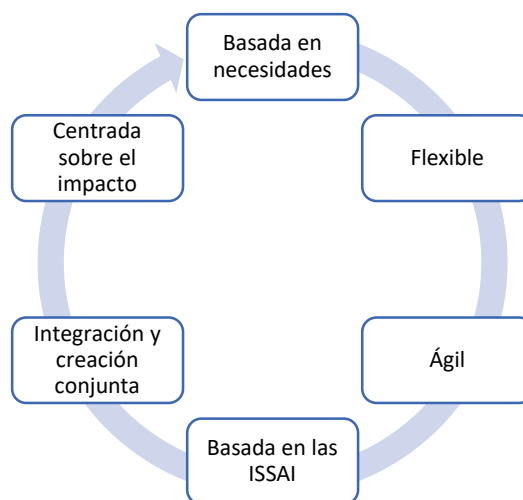 Basada en
necesidades
Flexible
Ágil
Basada en las
ISSAI
Integración y
creación
conjunta
Centrada
sobre el
impacto